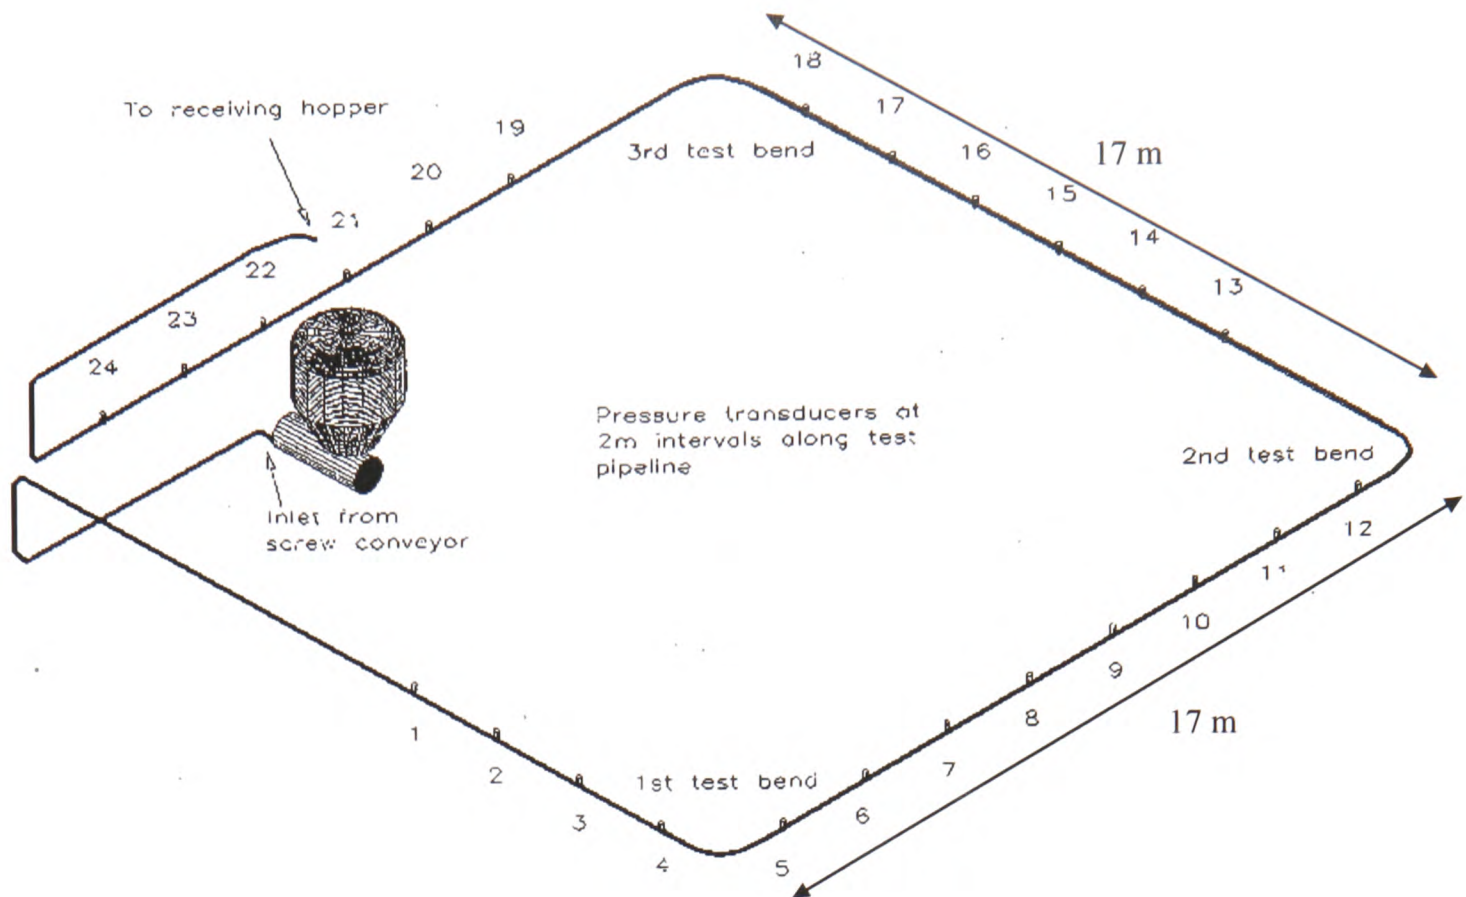 18
To receiving hopper
17
19
3rd test bend
16
17 m
20
15
21
14
22
13
23
24
Pressure transducers at
2m intervals along test
pipeline
2nd test bend
Inlet from
screw conveyor
12
11
10
9
17 m
8
1
7
2
1st test bend
6
3
4
5